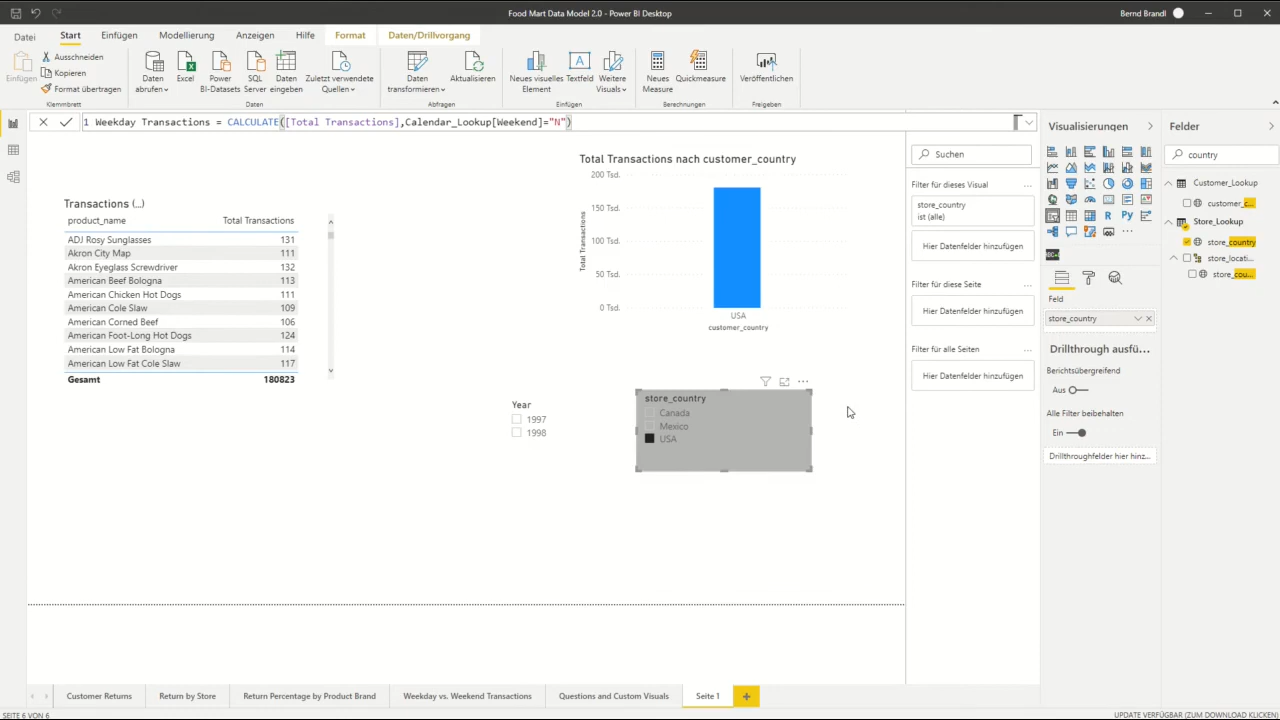 Food Mart Data Model 2.0 - Power BI Desktop
Bernd Brandl
Datei
Start
Einfügen
Modellierung
Anzeigen
Hilfe
Format
Daten/Drillvorgang
Einfügen
Ausschneiden
Kopieren
Format übertragen
Klemmbrett
Daten
abrufen
Excel
Power
BI-Datasets
SQL
Server
Daten
eingeben
Zuletzt verwendete
Quellen
Daten
Daten
transformieren
Aktualisieren
Abfragen
Neues visuelles
Element
Textfeld
Weitere
Visuals
Einfügen
Neues
Measure
Quickmeasure
Berechnungen
Veröffentlichen
Freigeben
1 Weekday Transactions = CALCULATE([Total Transactions],Calendar_Lookup[Weekend]="N")
Transactions (...)
product_name Total Transactions
ADJ Rosy Sunglasses 131
Akron City Map 111
Akron Eyeglass Screwdriver 132
American Beef Bologna 113
American Chicken Hot Dogs 111
American Cole Slaw 109
American Corned Beef 106
American Foot-Long Hot Dogs 124
American Low Fat Bologna 114
American Low Fat Cole Slaw 117
Gesamt 180823
Total Transactions nach customer_country
200 Tsd.
150 Tsd.
100 Tsd.
50 Tsd.
0 Tsd.
Total Transactions
USA
customer_country
Year
1997
1998
store_country
Canada
Mexico
USA
Suchen
Filter für dieses Visual ...
store_country
ist (alle)
Hier Datenfelder hinzufügen
Filter für diese Seite ...
Hier Datenfelder hinzufügen
Filter für alle Seiten ...
Hier Datenfelder hinzufügen
Visualisierungen
R
Py
...
Feld
store_country
Drillthrough ausfü...
Berichtsübergreifend
Aus
Alle Filter beibehalten
Ein
Drillthroughfelder hier hinz...
Felder
country
Customer_Lookup
customer_c...
Store_Lookup
store_country
store_locati...
store_cou...
Customer Returns
Return by Store
Return Percentage by Product Brand
Weekday vs. Weekend Transactions
Questions and Custom Visuals
Seite 1
+
SEITE 6 VON 6
UPDATE VERFÜGBAR (ZUM DOWNLOAD KLICKEN)